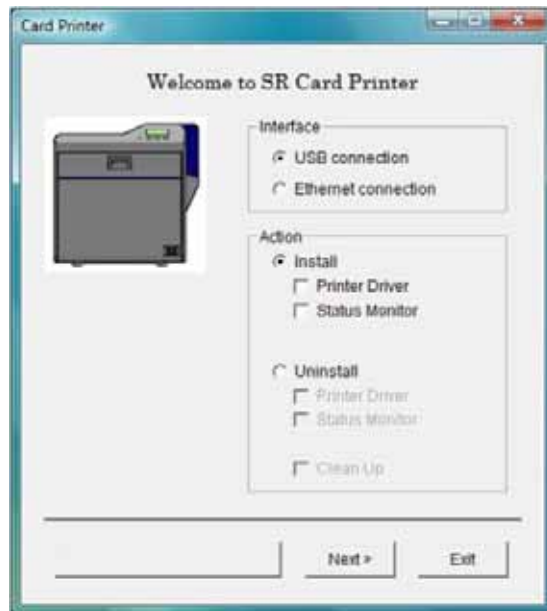 Card Printer
Welcome to SR Card Printer
Interface
USB connection
Ethernet connection
Action
Install
Printer Driver
Status Monitor
Uninstall
Printer Driver
Status Monitor
Clean Up
Next >
Exit